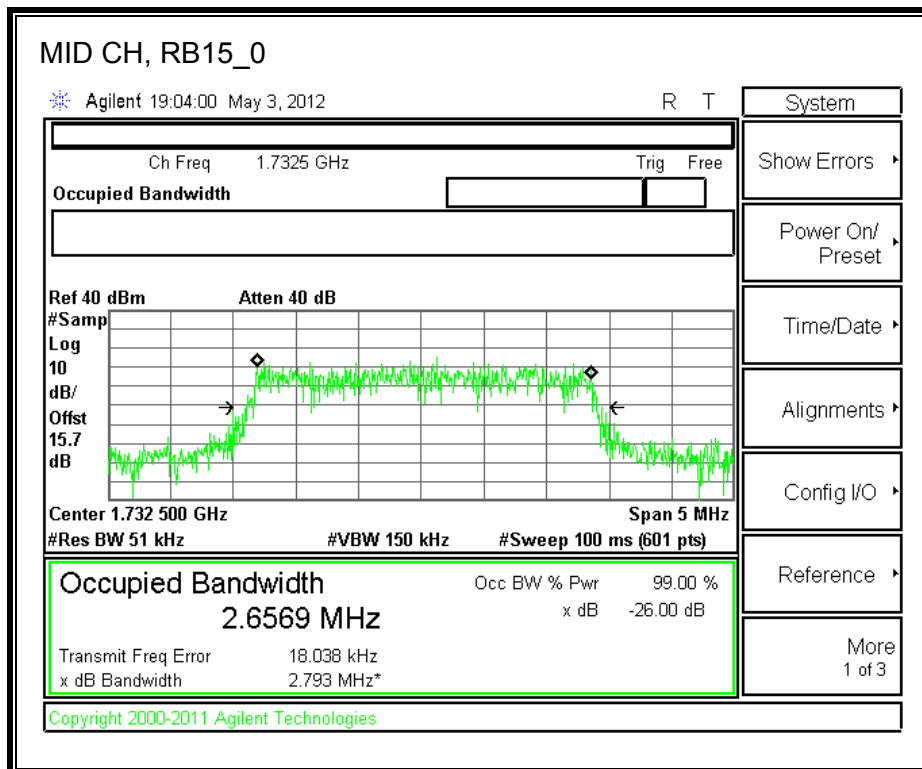 MID CH, RB15_0
Agilent 19:04:00 May 3, 2012 R T
System
Ch Freq 1.7325 GHz Trig Free
Show Errors
Occupied Bandwidth
Power On/
Preset
Ref 40 dBm Atten 40 dB
#Samp
Log
10
dB/
Offst
15.7
dB
Time/Date
Alignments
Config I/O
Center 1.732 500 GHz Span 5 MHz
#Res BW 51 kHz #VBW 150 kHz #Sweep 100 ms (601 pts)
Occupied Bandwidth Occ BW % Pwr 99.00 %
2.6569 MHz x dB -26.00 dB
Reference
Transmit Freq Error 18.038 kHz
x dB Bandwidth 2.793 MHz*
More
1 of 3
Copyright 2000-2011 Agilent Technologies